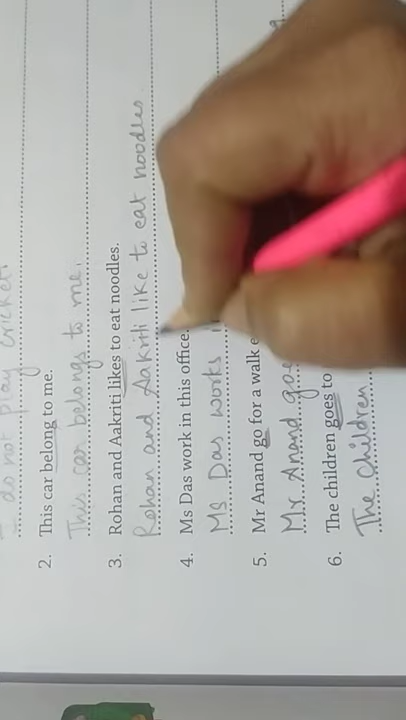 I do not play cricket.
2. This car belong to me.
This car belongs to me.
3. Rohan and Aakriti likes to eat noodles.
Rohan and Aakriti like to eat noodles.
4. Ms Das work in this office.
Ms Das works
5. Mr Anand go for a walk
Mr Anand goe
6. The children goes to
The children